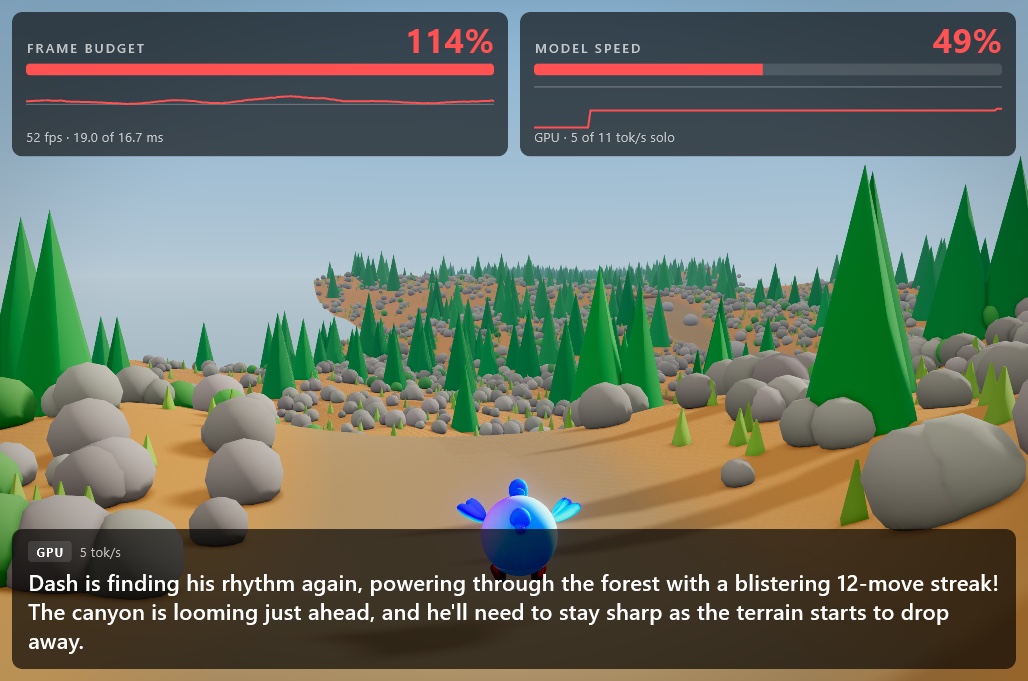 FRAME BUDGET
114%
52 fps · 19.0 of 16.7 ms
MODEL SPEED
49%
GPU · 5 of 11 tok/s solo
GPU 5 tok/s
Dash is finding his rhythm again, powering through the forest with a blistering 12-move streak!
The canyon is looming just ahead, and he'll need to stay sharp as the terrain starts to drop
away.